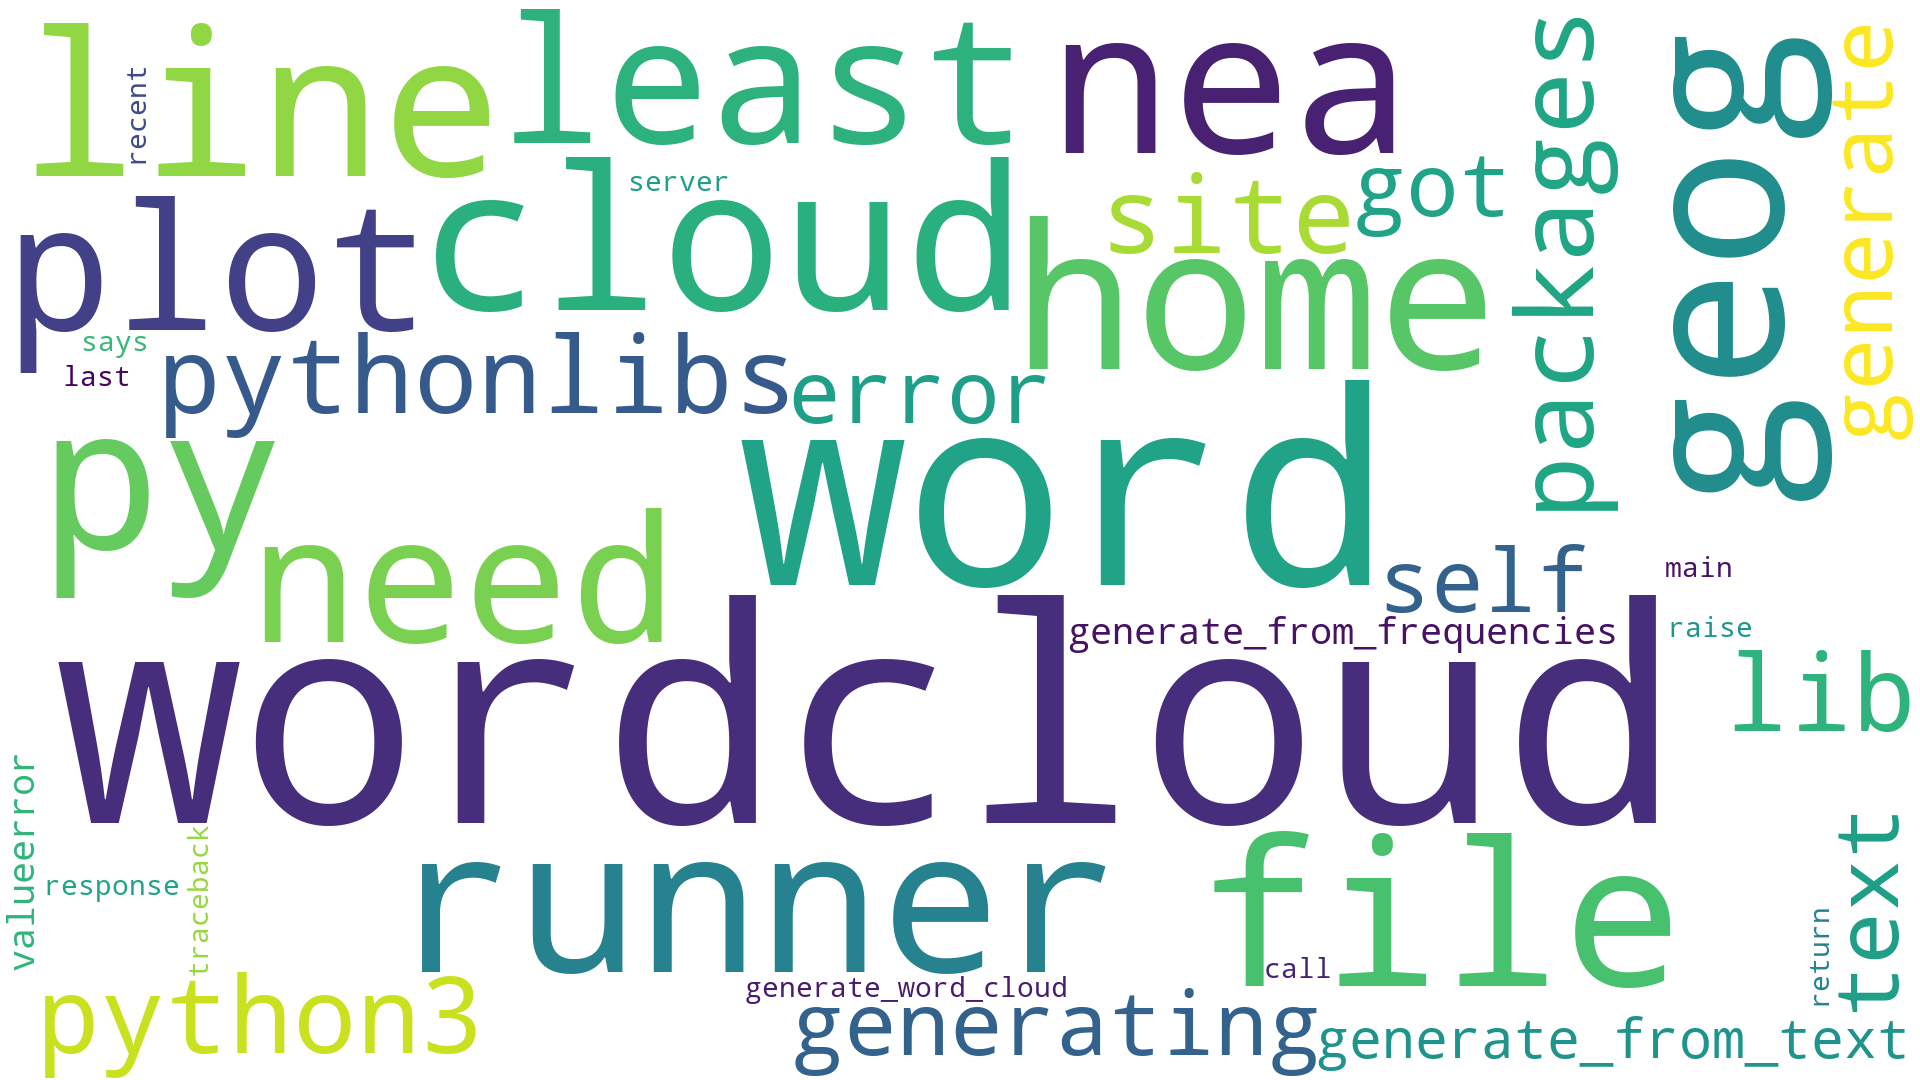 line
recent
least
nea
packages
geog
generate
plot
cloud
server
home
site
got
says
last
pythonlibs
error
py
need
word
self
main
generate_from_frequencies
raise
wordcloud
lib
valueerror
response
traceback
runner
file
text
return
python3
generate_word_cloud
call
generating
generate_from_text